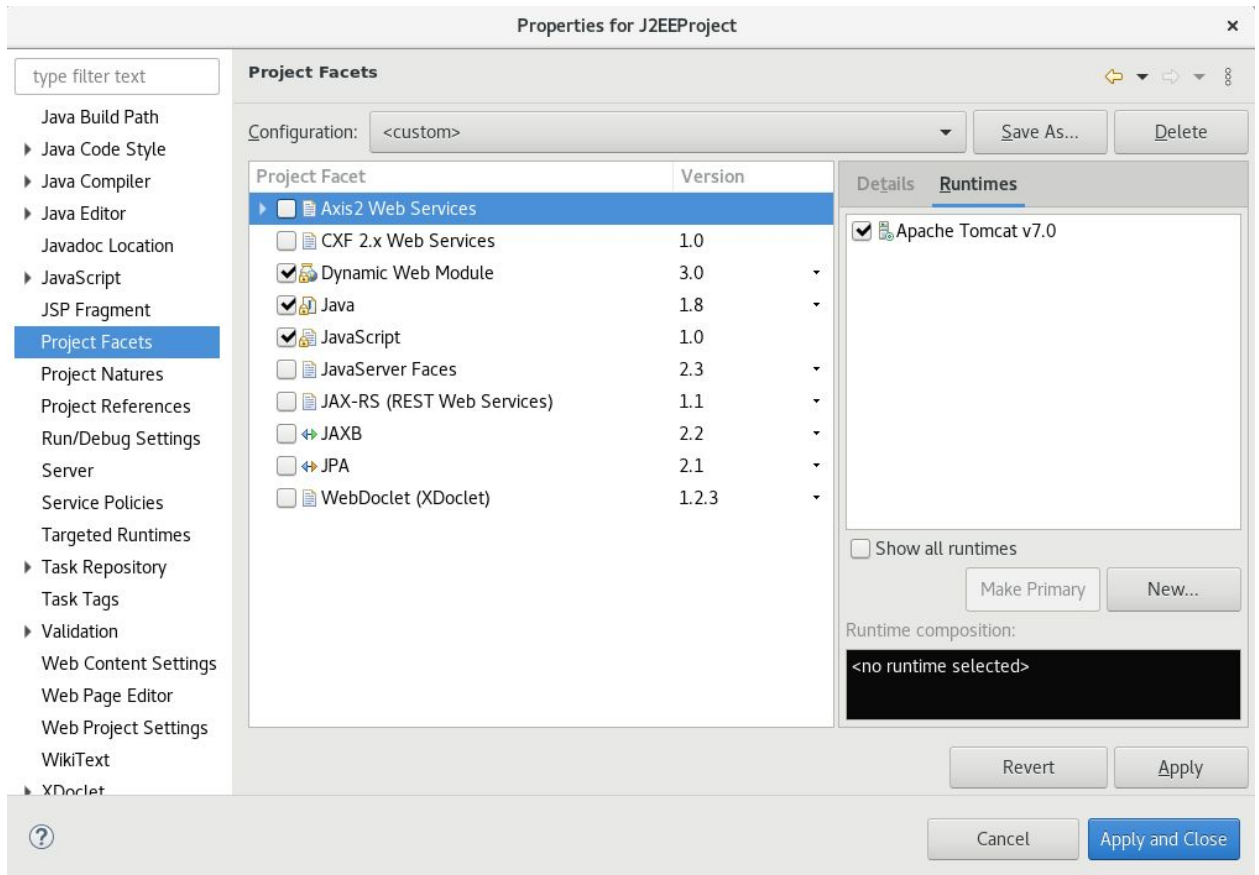 Properties for J2EEProject
type filter text
Java Build Path
Java Code Style
Java Compiler
Java Editor
Javadoc Location
JavaScript
JSP Fragment
Project Facets
Project Natures
Project References
Run/Debug Settings
Server
Service Policies
Targeted Runtimes
Task Repository
Task Tags
Validation
Web Content Settings
Web Page Editor
Web Project Settings
WikiText
XDoclet
Project Facets
Configuration: <custom> Save As... Delete
Project Facet Version
Axis2 Web Services
CXF 2.x Web Services 1.0
Dynamic Web Module 3.0
Java 1.8
JavaScript 1.0
JavaServer Faces 2.3
JAX-RS (REST Web Services) 1.1
JAXB 2.2
JPA 2.1
WebDoclet (XDoclet) 1.2.3
Details Runtimes
Apache Tomcat v7.0
Show all runtimes
Make Primary New...
Runtime composition:
<no runtime selected>
Revert Apply
Cancel Apply and Close